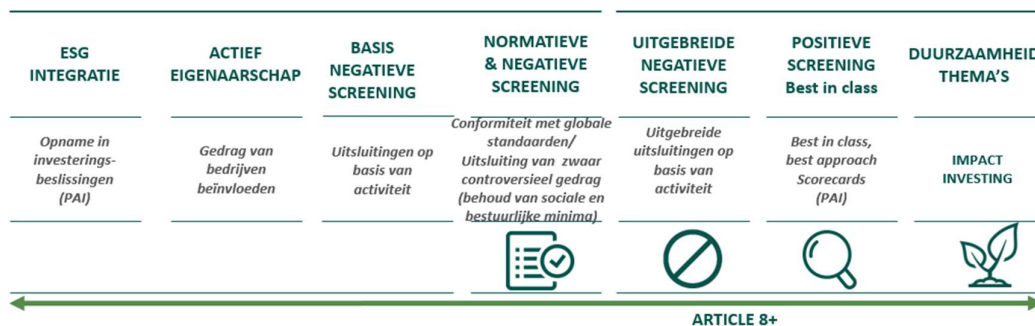 ESG
INTEGRATIE
ACTIEF
EIGENAARSCHAP
BASIS
NEGATIEVE
SCREENING
NORMATIEVE
& NEGATIEVE
SCREENING
UITGEBREIDE
NEGATIEVE
SCREENING
POSITIEVE
SCREENING
Best in class
DUURZAAMHEID
THEMA'S
Opname in
investerings-
beslissingen
(PAI)
Gedrag van
bedrijven
beïnvloeden
Uitsluitingen op
basis van
activiteit
Conformiteit met globale
standaarden/
Uitsluiting van zwaar
controversieel gedrag
(behoud van sociale en
bestuurlijke minima)
Uitgebreide
uitsluitingen op
basis van
activiteit
Best in class,
best approach
Scorecards
(PAI)
IMPACT
INVESTING
ARTICLE 8+